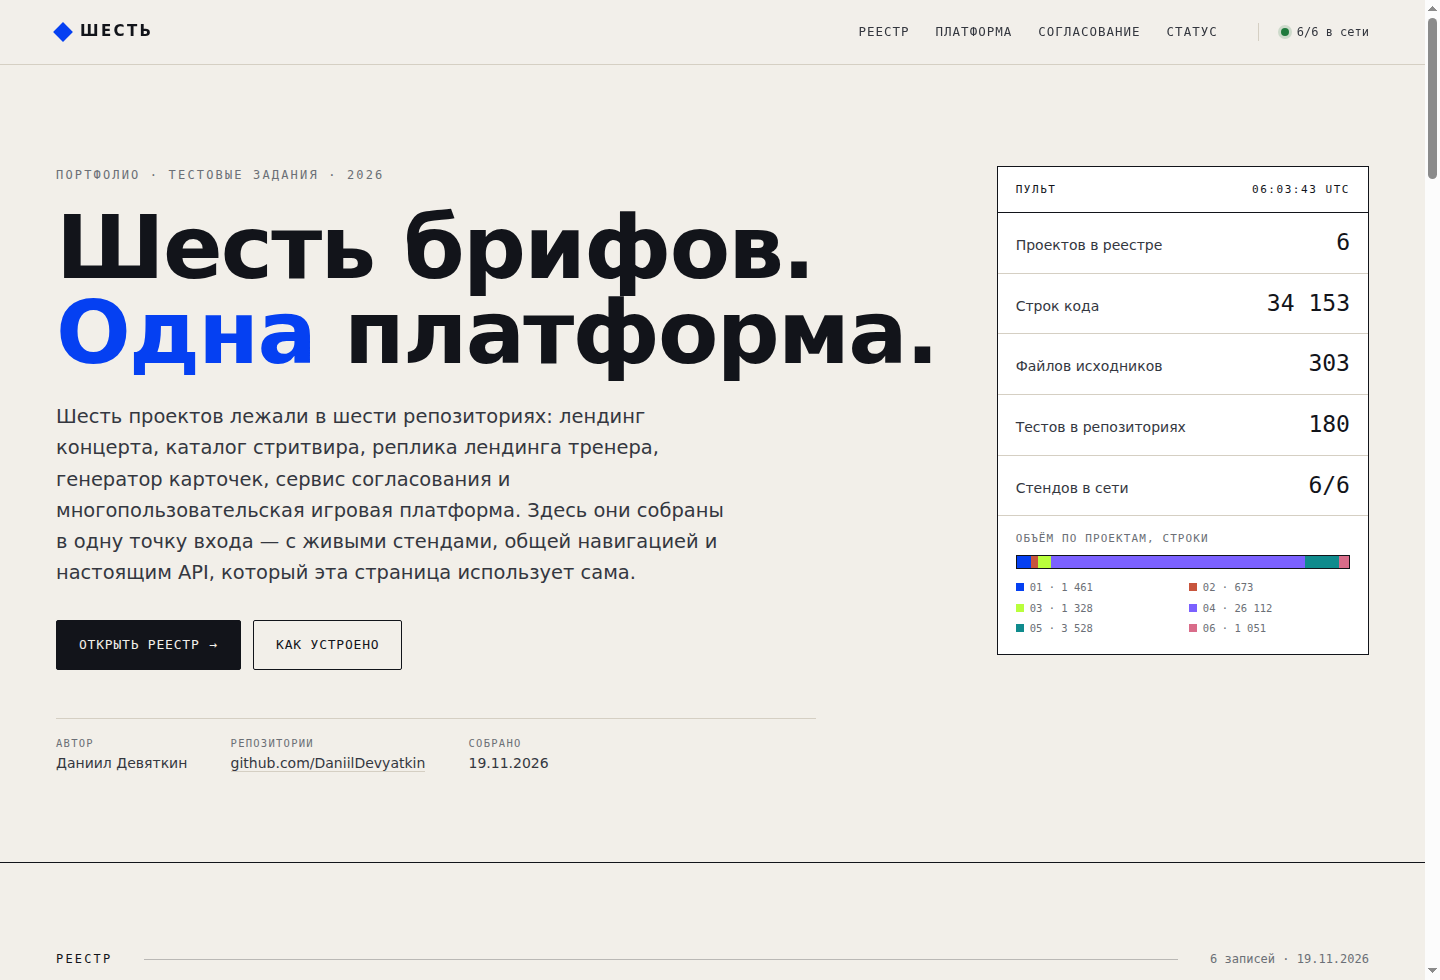 ШЕСТЬ
РЕЕСТР ПЛАТФОРМА СОГЛАСОВАНИЕ СТАТУС 6/6 в сети
ПОРТФОЛИО · ТЕСТОВЫЕ ЗАДАНИЯ · 2026
Шесть брифов.
Одна платформа.
Шесть проектов лежали в шести репозиториях: лендинг
концерта, каталог стритвира, реплика лендинга тренера,
генератор карточек, сервис согласования и
многопользовательская игровая платформа. Здесь они собраны
в одну точку входа — с живыми стендами, общей навигацией и
настоящим API, который эта страница использует сама.
ОТКРЫТЬ РЕЕСТР → КАК УСТРОЕНО
АВТОР РЕПОЗИТОРИИ СОБРАНО
Даниил Девяткин github.com/DaniilDevyatkin 19.11.2026
ПУЛЬТ 06:03:43 UTC
Проектов в реестре 6
Строк кода 34 153
Файлов исходников 303
Тестов в репозиториях 180
Стендов в сети 6/6
ОБЪЁМ ПО ПРОЕКТАМ, СТРОКИ
01 · 1 461 02 · 673
03 · 1 328 04 · 26 112
05 · 3 528 06 · 1 051
РЕЕСТР 6 записей · 19.11.2026